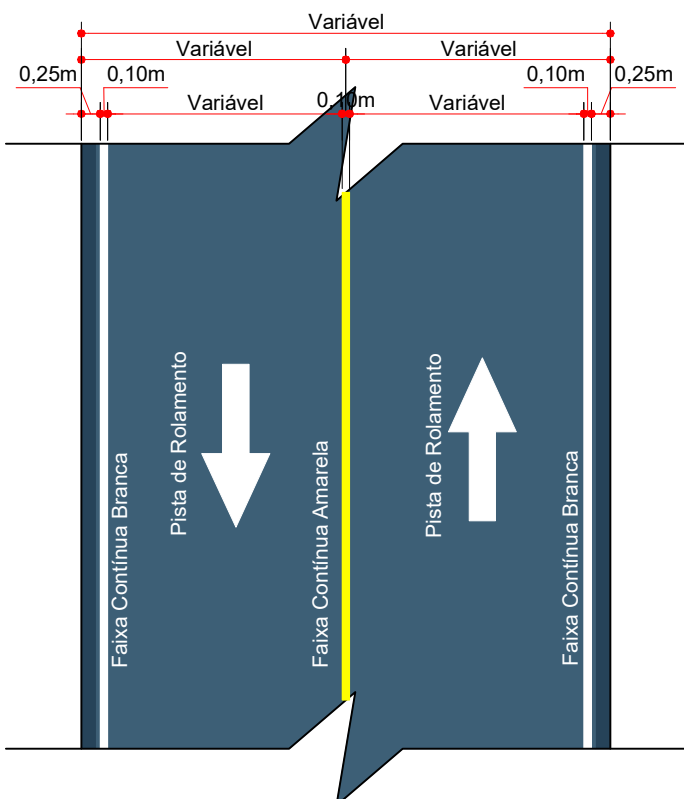 Variável
Variável
Variável
0,25m
0,10m
0,10m
0,25m
Variável
0,10m
Variável
Faixa Contínua Branca
Pista de Rolamento
Faixa Contínua Amarela
Pista de Rolamento
Faixa Contínua Branca